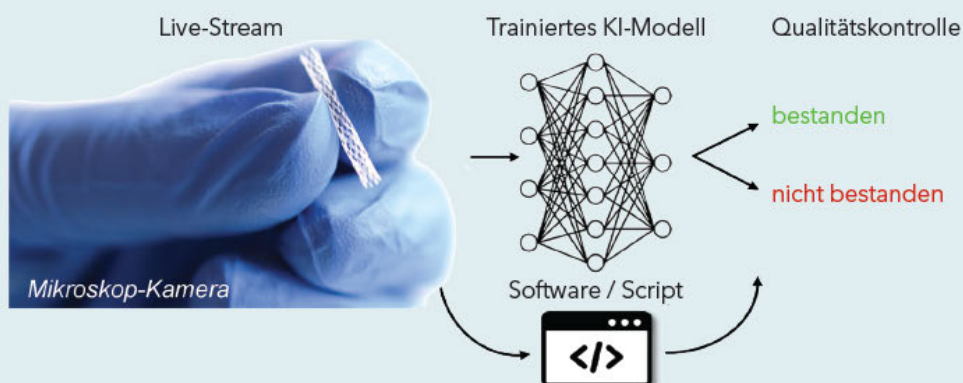 Live-Stream
Trainiertes KI-Modell
Qualitätskontrolle
bestanden
nicht bestanden
Mikroskop-Kamera
Software / Script
</>